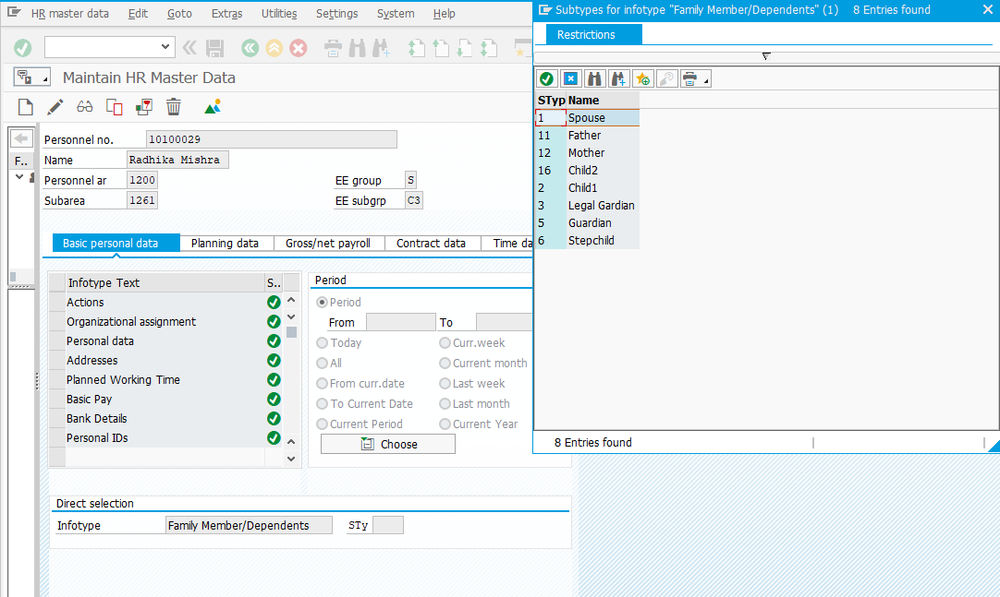 HR master data Edit Goto Extras Utilities Settings System Help
Maintain HR Master Data
Personnel no. 10100029
Name Radhika Mishra
Personnel ar 1200 EE group S
Subarea 1261 EE subgrp C3
F..
Basic personal data Planning data Gross/net payroll Contract data Time da
Infotype Text S..
Actions
Organizational assignment
Personal data
Addresses
Planned Working Time
Basic Pay
Bank Details
Personal IDs
Period
Period
From To
Today Curr.week
All Current month
From curr.date Last week
To Current Date Last month
Current Period Current Year
Choose
Direct selection
Infotype Family Member/Dependents STy
Subtypes for infotype "Family Member/Dependents" (1) 8 Entries found
Restrictions
STyp Name
1 Spouse
11 Father
12 Mother
16 Child2
2 Child1
3 Legal Gardian
5 Guardian
6 Stepchild
8 Entries found